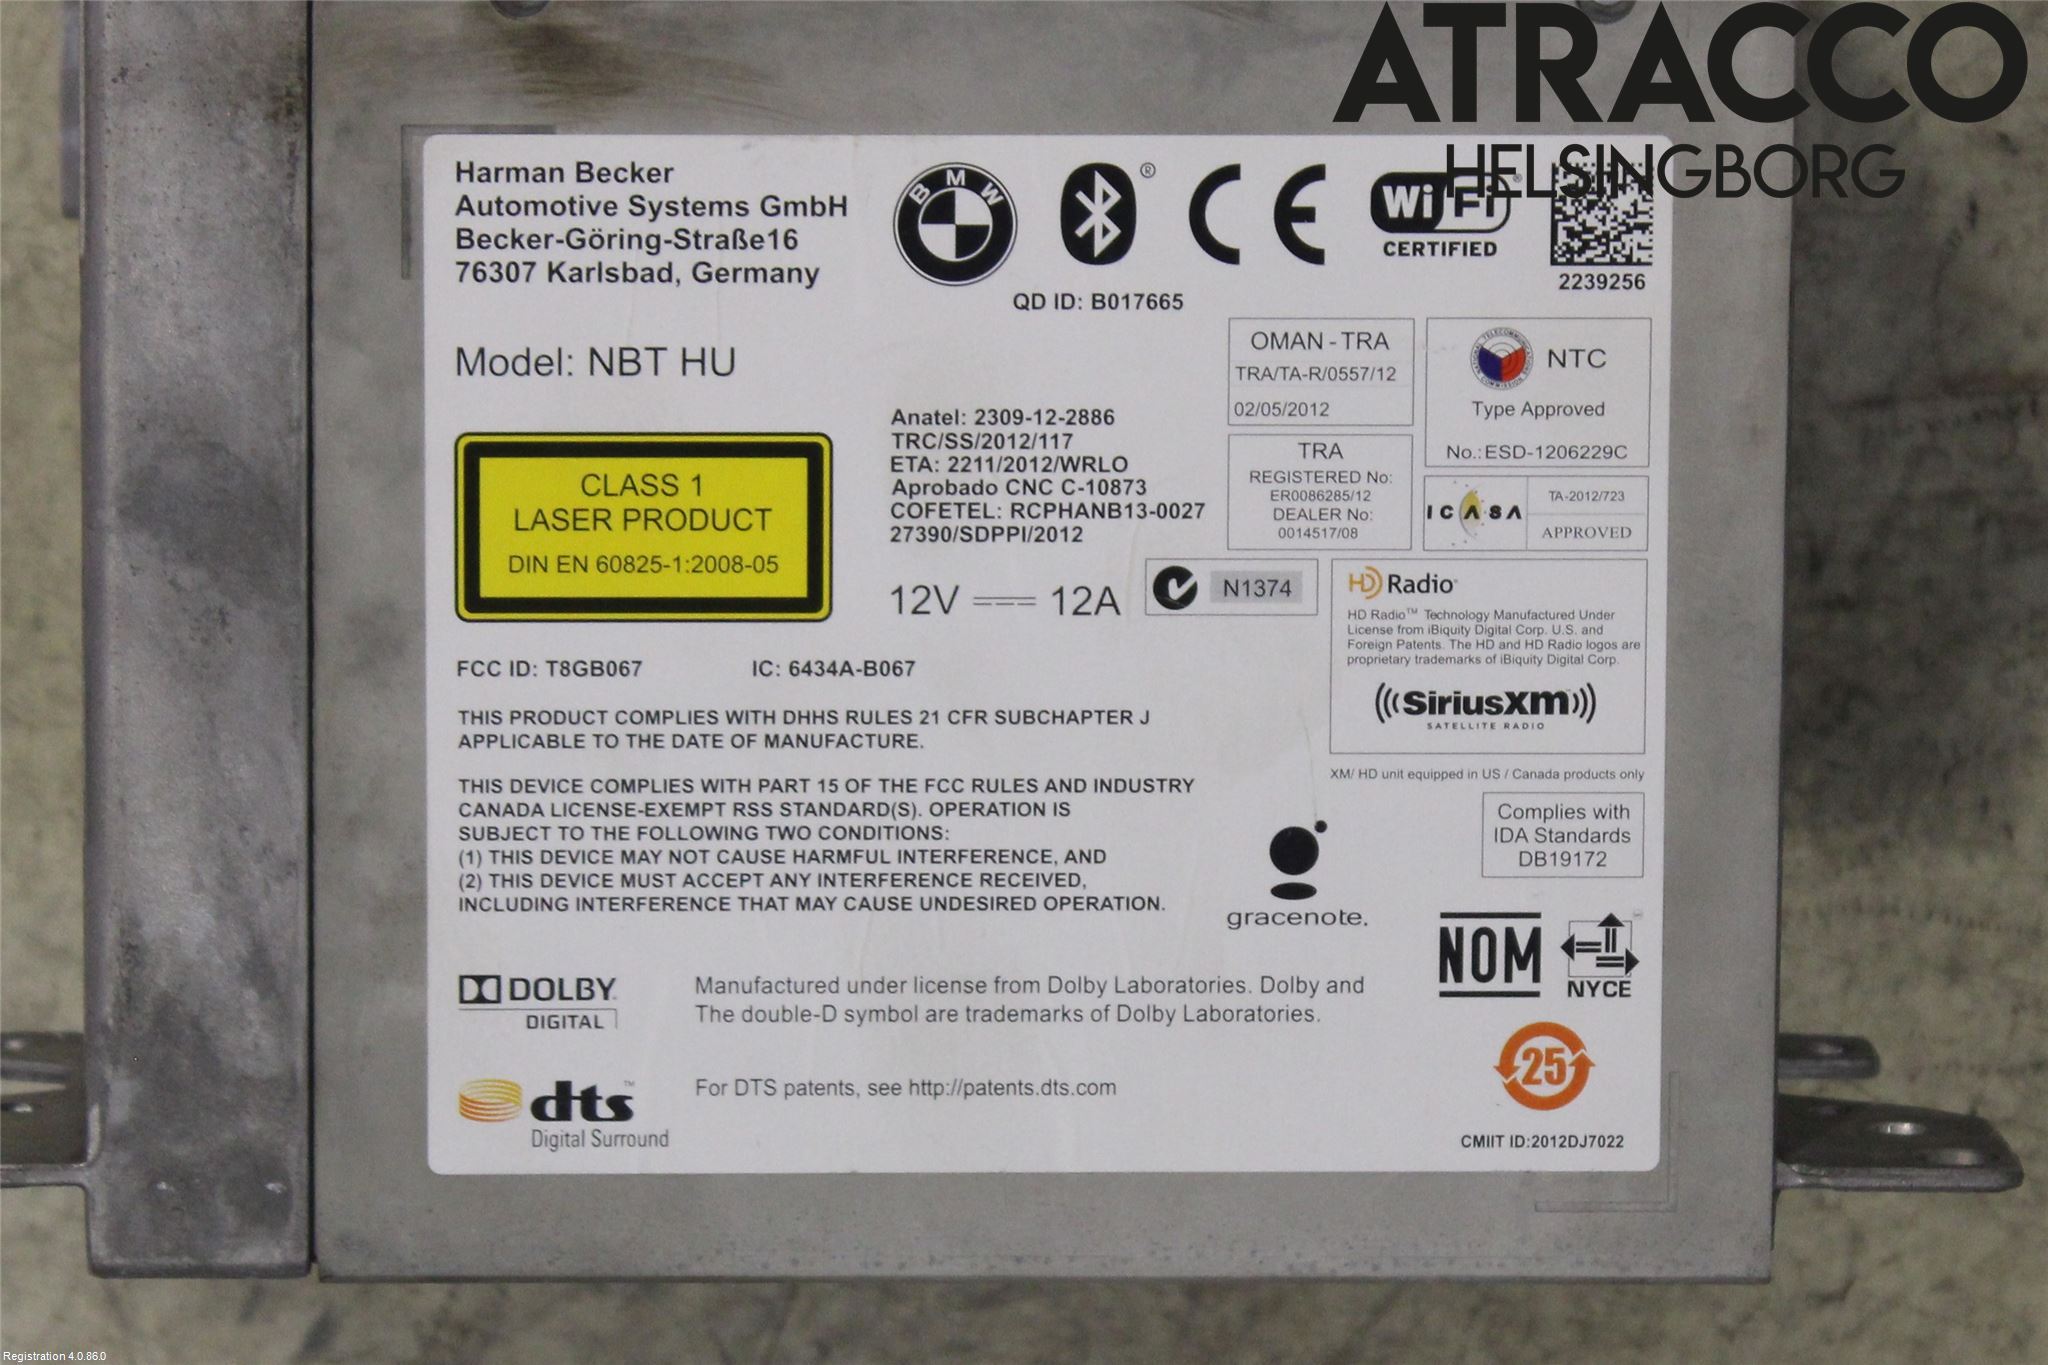 ATRACCO
HELSINGBORG
Harman Becker
Automotive Systems GmbH
Becker-Göring-Straße16
76307 Karlsbad, Germany
BMW
®
CE
WiFi
CERTIFIED
2239256
QD ID: B017665
Model: NBT HU
OMAN - TRA
TRA/TA-R/0557/12
02/05/2012
NTC
Type Approved
No.:ESD-1206229C
Anatel: 2309-12-2886
TRC/SS/2012/117
ETA: 2211/2012/WRLO
Aprobado CNC C-10873
COFETEL: RCPHANB13-0027
27390/SDPPI/2012
TRA
REGISTERED No:
ER0086285/12
DEALER No:
0014517/08
ICASA
TA-2012/723
APPROVED
CLASS 1
LASER PRODUCT
DIN EN 60825-1:2008-05
12V 12A
N1374
HD Radio
HD Radio™ Technology Manufactured Under
License from iBiquity Digital Corp. U.S. and
Foreign Patents. The HD and HD Radio logos are
proprietary trademarks of iBiquity Digital Corp.
SiriusXM
SATELLITE RADIO
XM/ HD unit equipped in US / Canada products only
FCC ID: T8GB067 IC: 6434A-B067
THIS PRODUCT COMPLIES WITH DHHS RULES 21 CFR SUBCHAPTER J
APPLICABLE TO THE DATE OF MANUFACTURE.
THIS DEVICE COMPLIES WITH PART 15 OF THE FCC RULES AND INDUSTRY
CANADA LICENSE-EXEMPT RSS STANDARD(S). OPERATION IS
SUBJECT TO THE FOLLOWING TWO CONDITIONS:
(1) THIS DEVICE MAY NOT CAUSE HARMFUL INTERFERENCE, AND
(2) THIS DEVICE MUST ACCEPT ANY INTERFERENCE RECEIVED,
INCLUDING INTERFERENCE THAT MAY CAUSE UNDESIRED OPERATION.
gracenote.
Complies with
IDA Standards
DB19172
NOM
NYCE
DOLBY
DIGITAL
Manufactured under license from Dolby Laboratories. Dolby and
The double-D symbol are trademarks of Dolby Laboratories.
25
dts™
Digital Surround
For DTS patents, see http://patents.dts.com
CMIIT ID:2012DJ7022
Registration 4.0.86.0